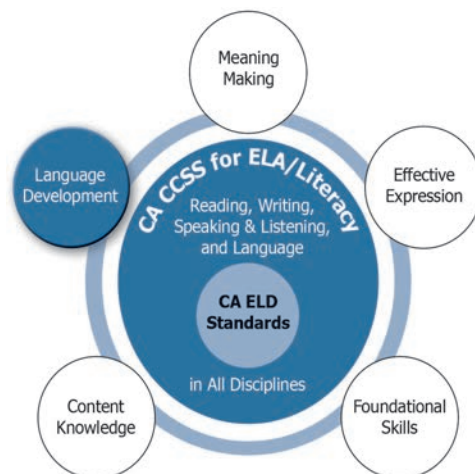 Meaning
Making
Language
Development
Effective
Expression
CA CCSS for ELA/Literacy
Reading, Writing,
Speaking & Listening,
and Language
CA ELD
Standards
in All Disciplines
Content
Knowledge
Foundational
Skills